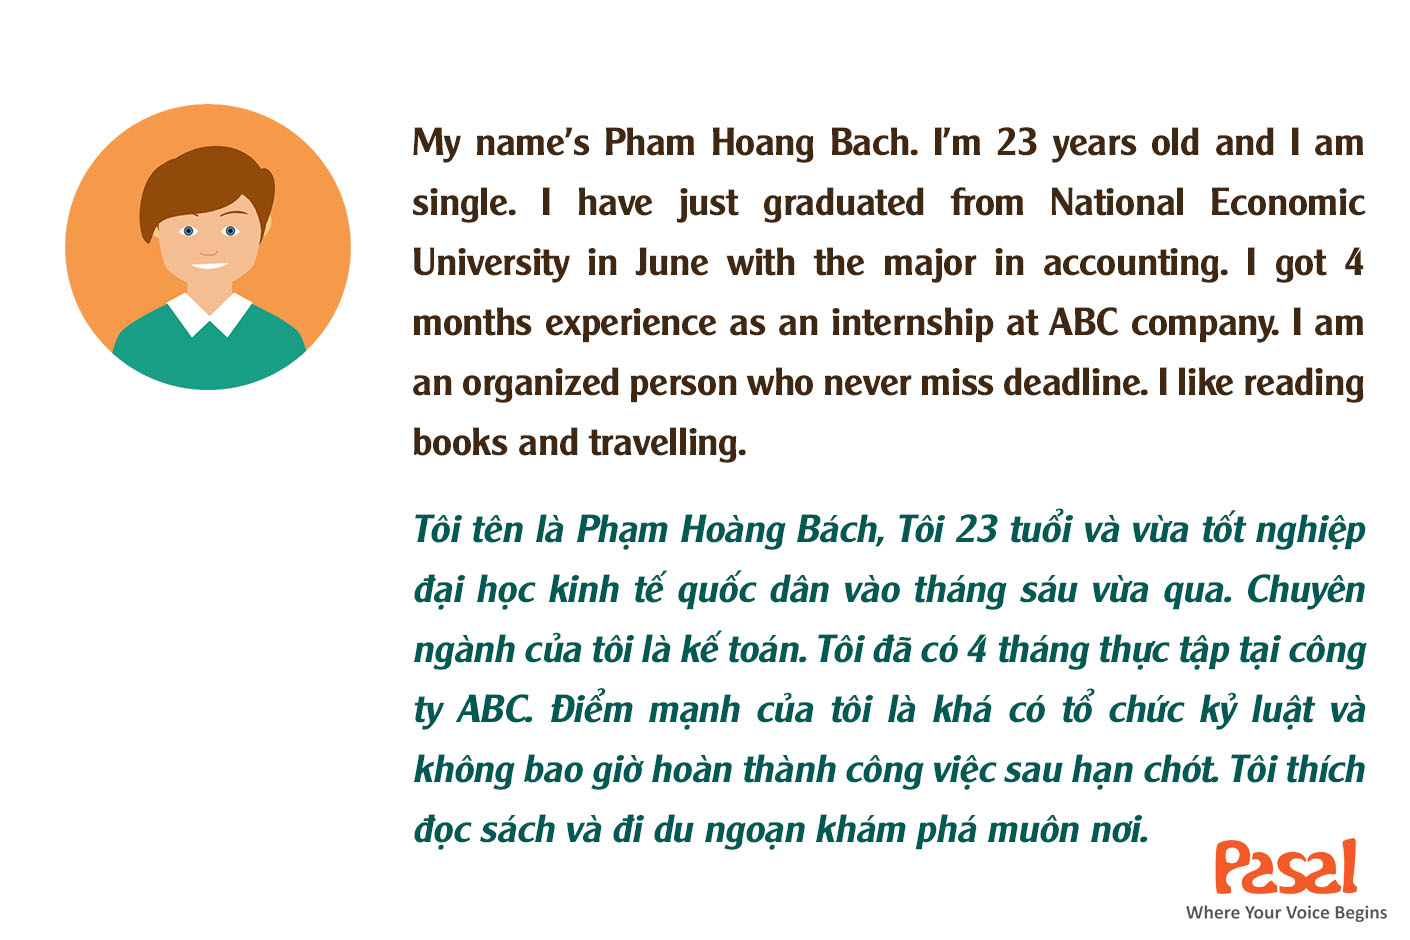 My name’s Pham Hoang Bach. I’m 23 years old and I am
single. I have just graduated from National Economic
University in June with the major in accounting. I got 4
months experience as an internship at ABC company. I am
an organized person who never miss deadline. I like reading
books and travelling.
Tôi tên là Phạm Hoàng Bách, Tôi 23 tuổi và vừa tốt nghiệp
đại học kinh tế quốc dân vào tháng sáu vừa qua. Chuyên
ngành của tôi là kế toán. Tôi đã có 4 tháng thực tập tại công
ty ABC. Điểm mạnh của tôi là khá có tổ chức kỷ luật và
không bao giờ hoàn thành công việc sau hạn chót. Tôi thích
đọc sách và đi du ngoạn khám phá muôn nơi.
Pasal
Where Your Voice Begins